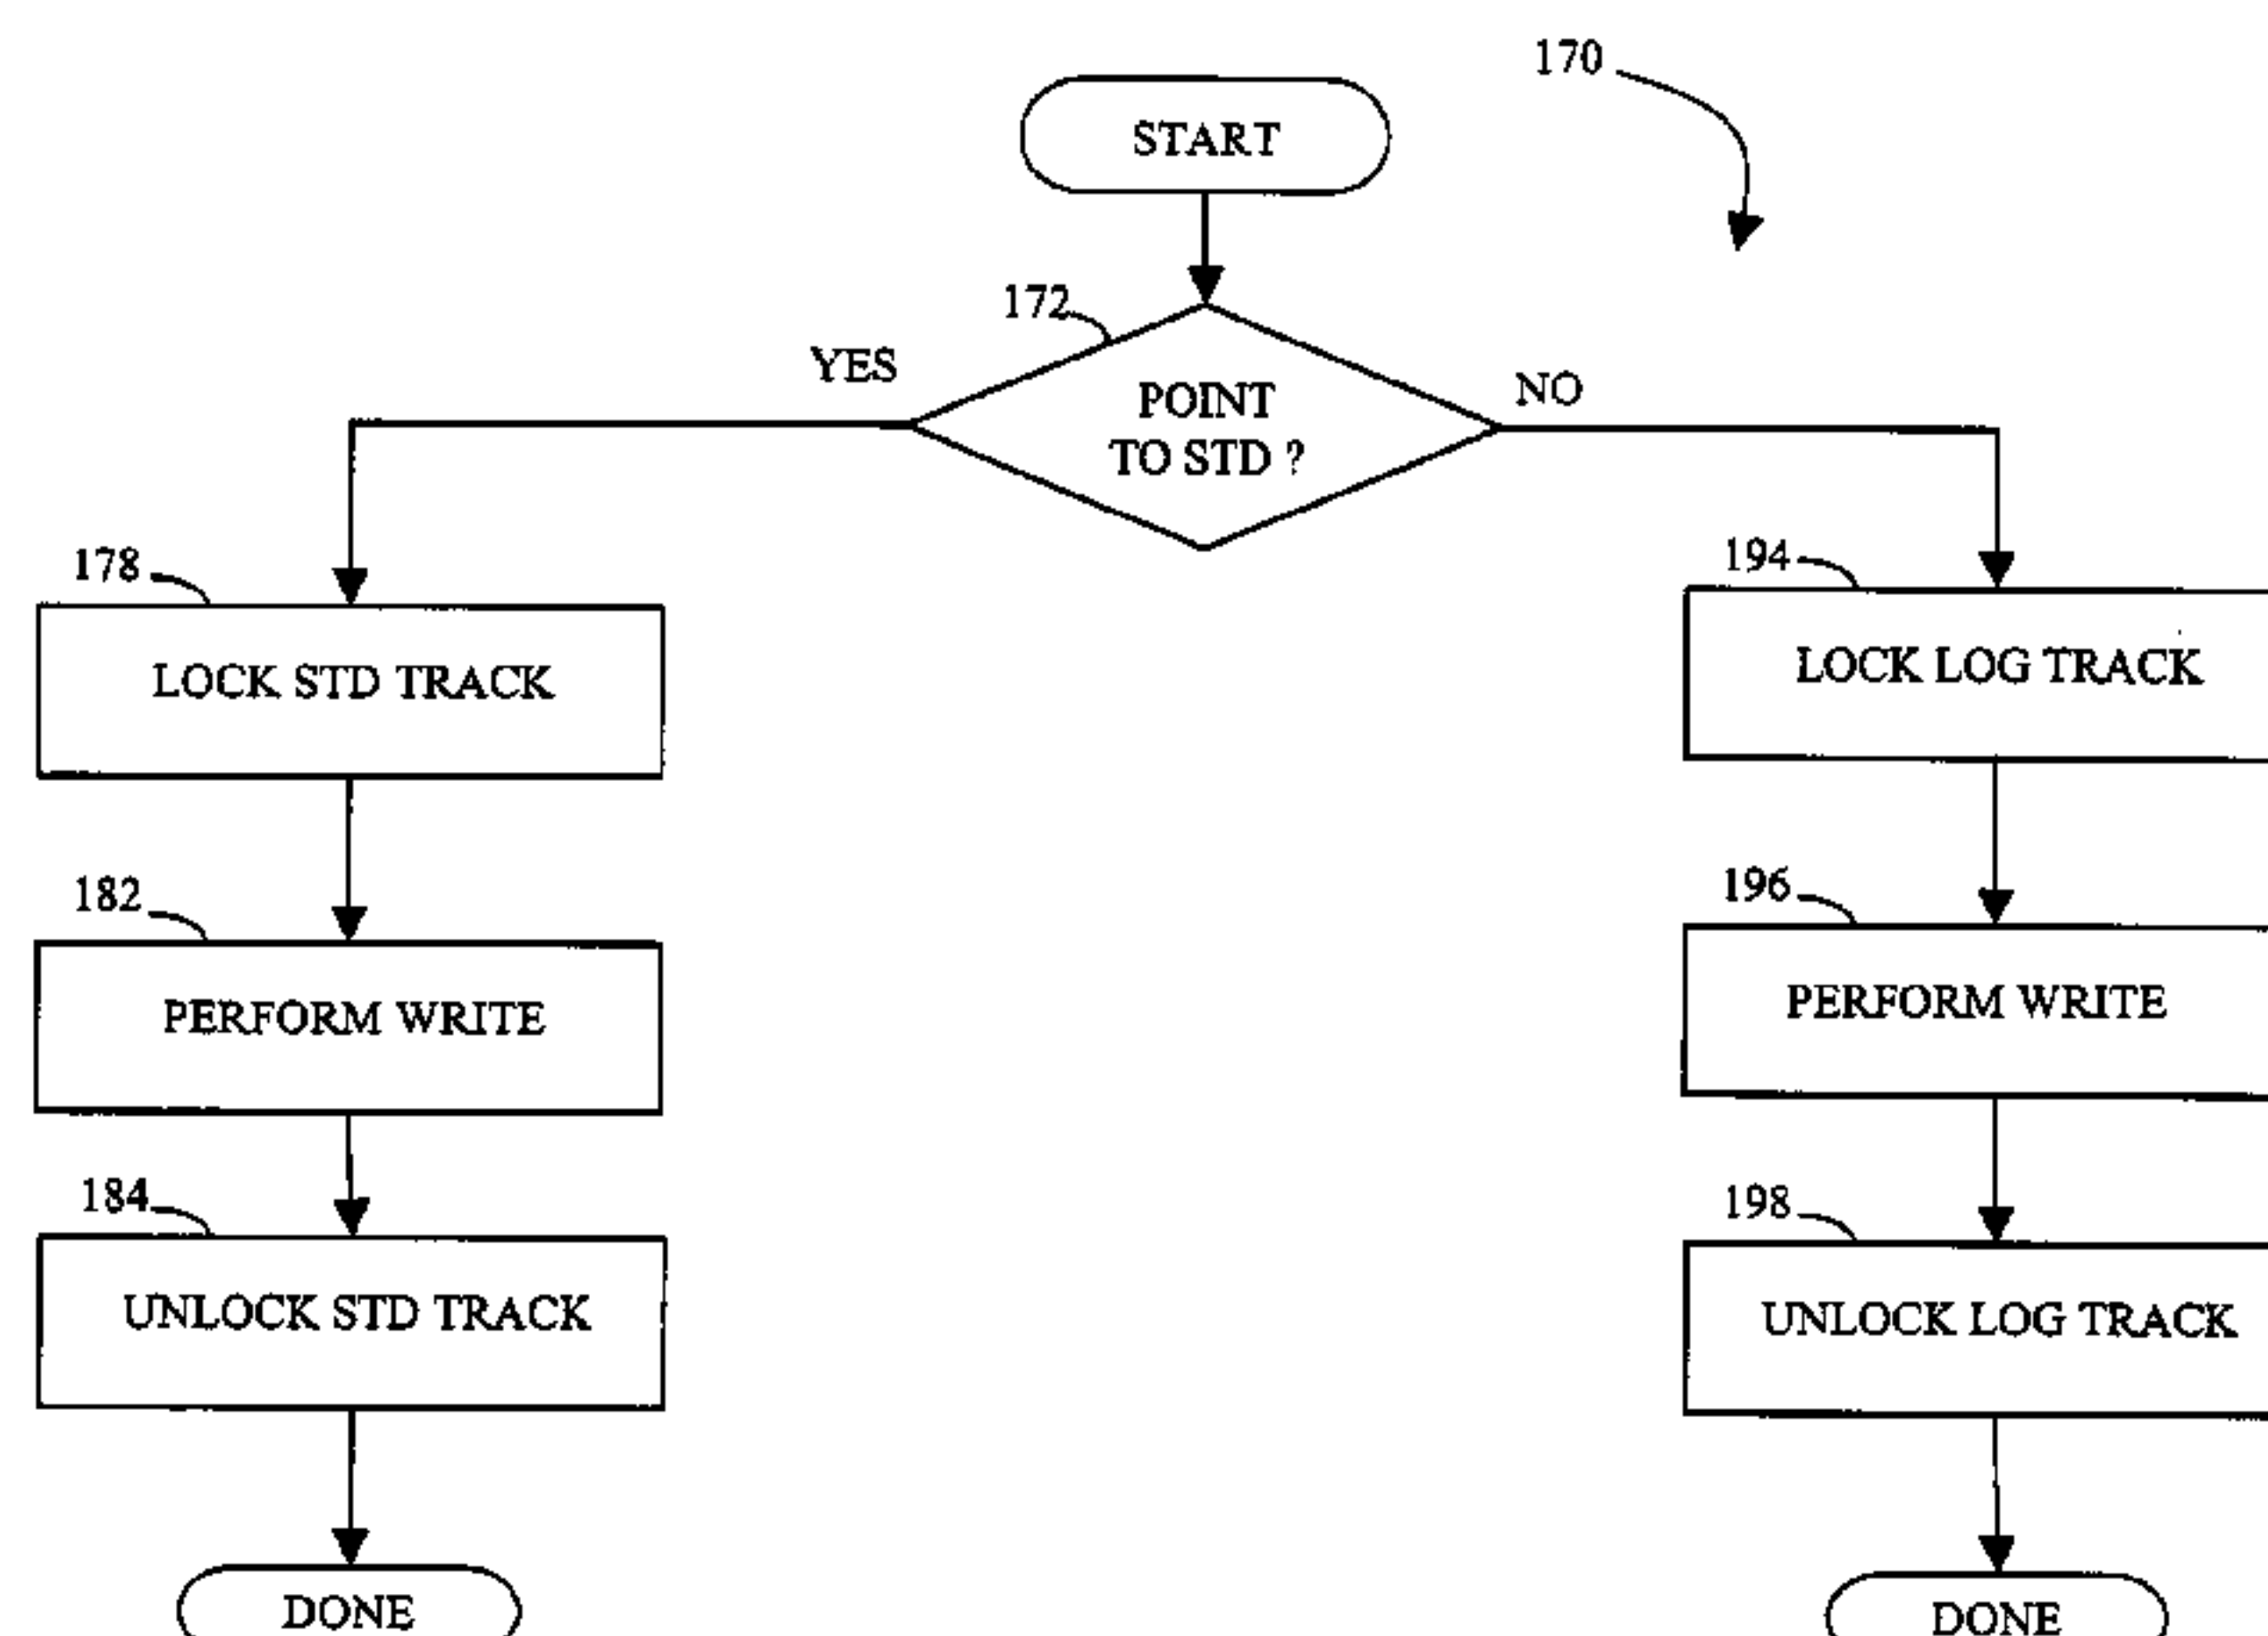 170
START
172
YES
NO
POINT
TO STD ?
178
LOCK STD TRACK
194
LOCK LOG TRACK
182
PERFORM WRITE
196
PERFORM WRITE
184
UNLOCK STD TRACK
198
UNLOCK LOG TRACK
DONE
DONE